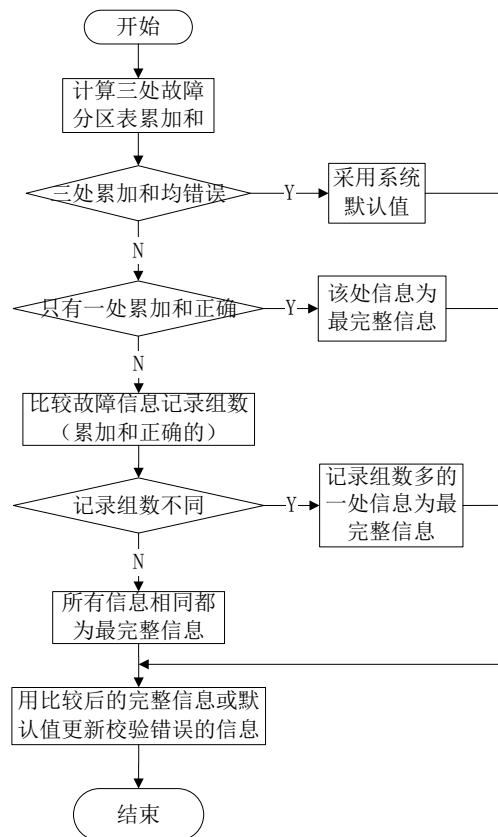 开始
计算三处故障
分区表累加和
三处累加和均错误
Y
采用系统
默认值
N
只有一处累加和正确
Y
该处信息为
最完整信息
N
比较故障信息记录组数
（累加和正确的）
记录组数不同
Y
记录组数多的
一处信息为最
完整信息
N
所有信息相同都
为最完整信息
用比较后的完整信息或默
认值更新校验错误的信息
结束